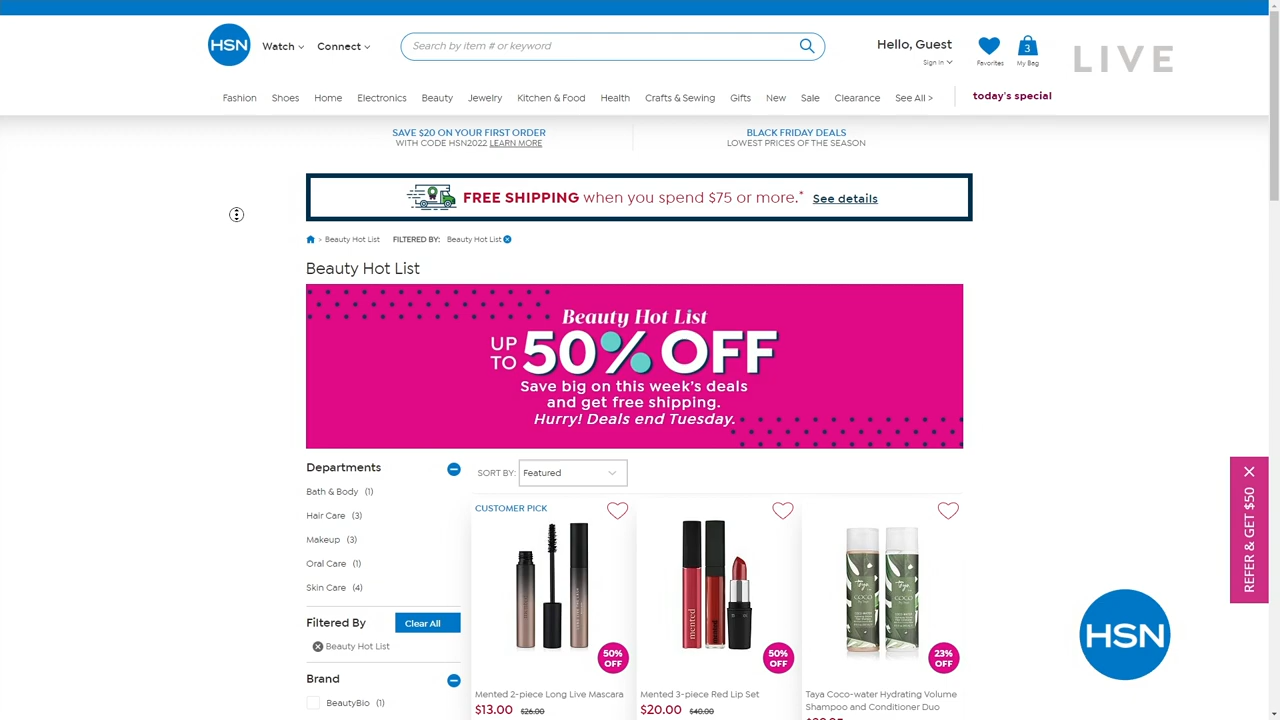 HSN
Watch
Connect
Search by item # or keyword
Hello, Guest
Sign In
Favorites
3
My Bag
LIVE
Fashion
Shoes
Home
Electronics
Beauty
Jewelry
Kitchen & Food
Health
Crafts & Sewing
Gifts
New
Sale
Clearance
See All >
today's special
SAVE $20 ON YOUR FIRST ORDER
WITH CODE HSN2022 LEARN MORE
BLACK FRIDAY DEALS
LOWEST PRICES OF THE SEASON
FREE SHIPPING when you spend $75 or more.* See details
> Beauty Hot List FILTERED BY: Beauty Hot List
Beauty Hot List
Beauty Hot List
UP TO 50% OFF
Save big on this week's deals
and get free shipping.
Hurry! Deals end Tuesday.
Departments
Bath & Body (1)
Hair Care (3)
Makeup (3)
Oral Care (1)
Skin Care (4)
Filtered By
Clear All
Beauty Hot List
Brand
BeautyBio (1)
SORT BY: Featured
CUSTOMER PICK
50% OFF
Mented 2-piece Long Live Mascara
$13.00 $26.00
mented
50% OFF
Mented 3-piece Red Lip Set
$20.00 $40.00
Taya
COCO
Taya
COCO
23% OFF
Taya Coco-water Hydrating Volume
Shampoo and Conditioner Duo
REFER & GET $50
HSN